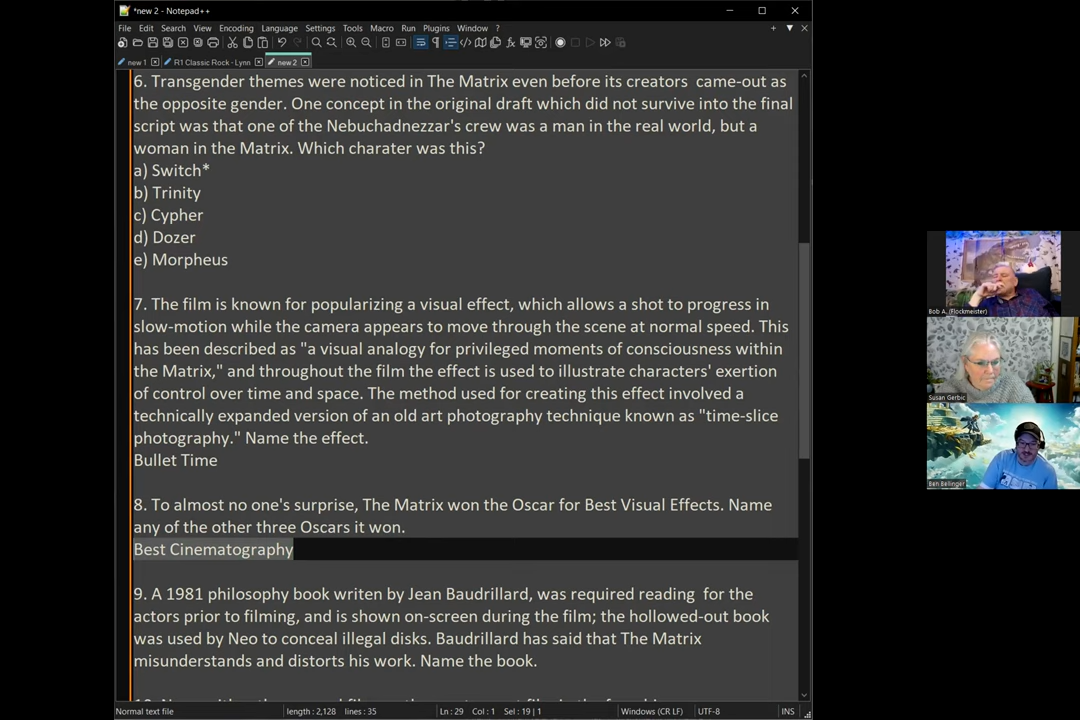 *new 2 - Notepad++
File Edit Search View Encoding Language Settings Tools Macro Run Plugins Window ?
new 1 R1 Classic Rock - Lynn new 2
6. Transgender themes were noticed in The Matrix even before its creators  came-out as
the opposite gender. One concept in the original draft which did not survive into the final
script was that one of the Nebuchadnezzar's crew was a man in the real world, but a
woman in the Matrix. Which charater was this?
a) Switch*
b) Trinity
c) Cypher
d) Dozer
e) Morpheus
7. The film is known for popularizing a visual effect, which allows a shot to progress in
slow-motion while the camera appears to move through the scene at normal speed. This
has been described as "a visual analogy for privileged moments of consciousness within
the Matrix," and throughout the film the effect is used to illustrate characters' exertion
of control over time and space. The method used for creating this effect involved a
technically expanded version of an old art photography technique known as "time-slice
photography." Name the effect.
Bullet Time
8. To almost no one's surprise, The Matrix won the Oscar for Best Visual Effects. Name
any of the other three Oscars it won.
Best Cinematography
9. A 1981 philosophy book writen by Jean Baudrillard, was required reading  for the
actors prior to filming, and is shown on-screen during the film; the hollowed-out book
was used by Neo to conceal illegal disks. Baudrillard has said that The Matrix
misunderstands and distorts his work. Name the book.
Normal text file length : 2,128 lines : 35 Ln : 29 Col : 1 Sel : 19 | 1 Windows (CR LF) UTF-8 INS
Bob A. (Flockmeister)
Susan Gerbic
Ben Bellinger